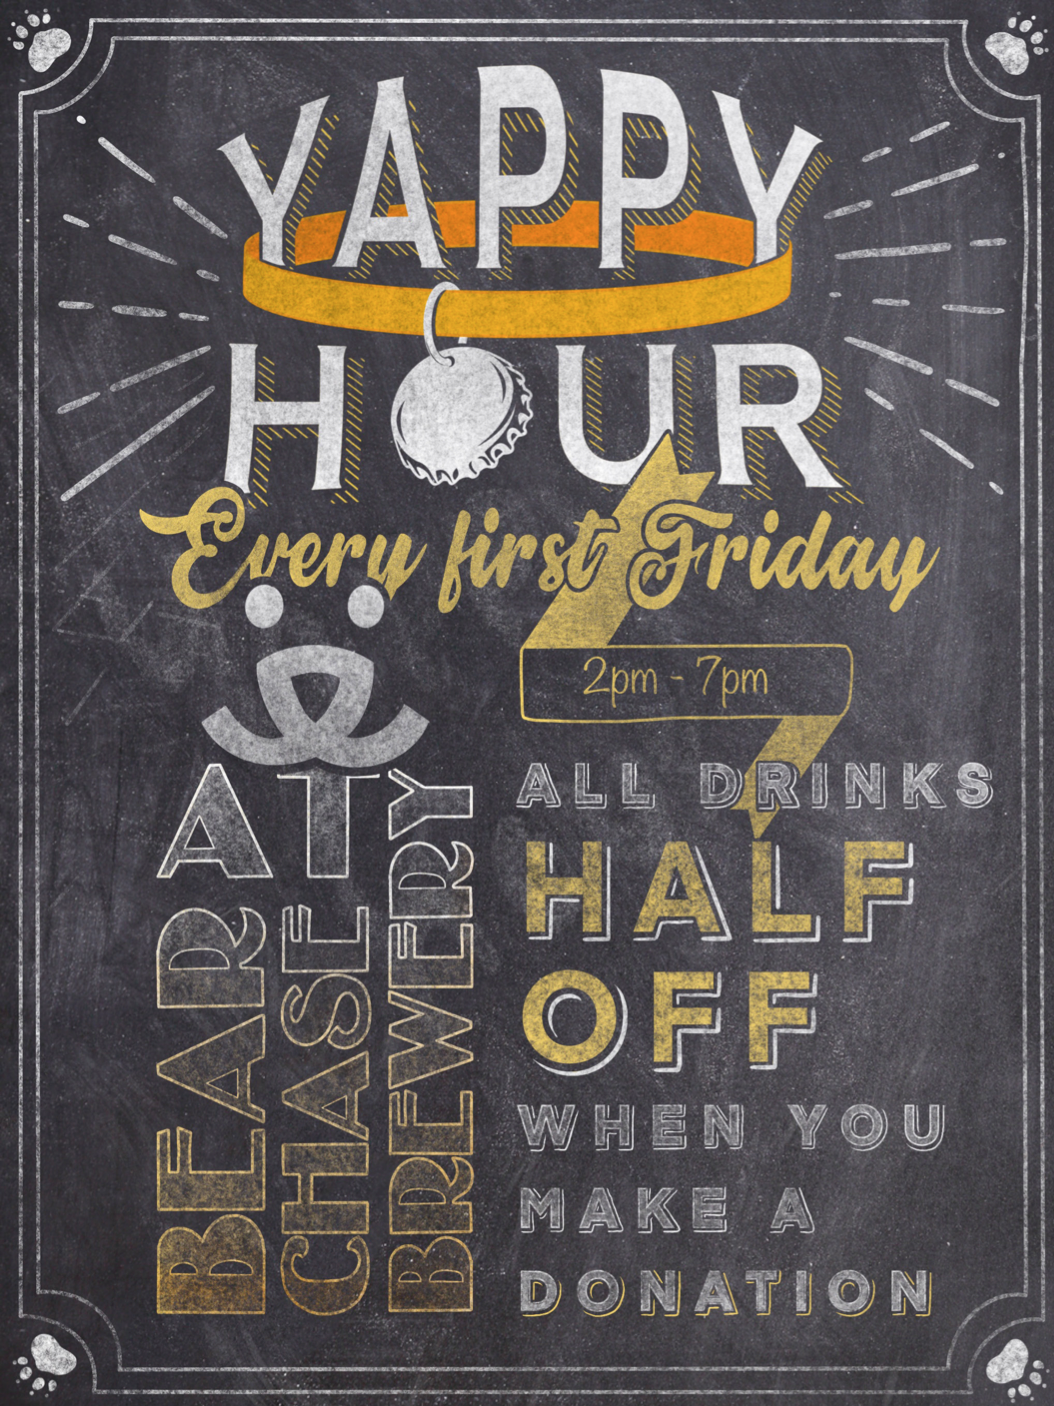 YAPPY
HOUR
Every first Friday
2pm - 7pm
AT
BEAR
CHASE
BREWERY
ALL DRINKS
HALF
OFF
WHEN YOU
MAKE A
DONATION